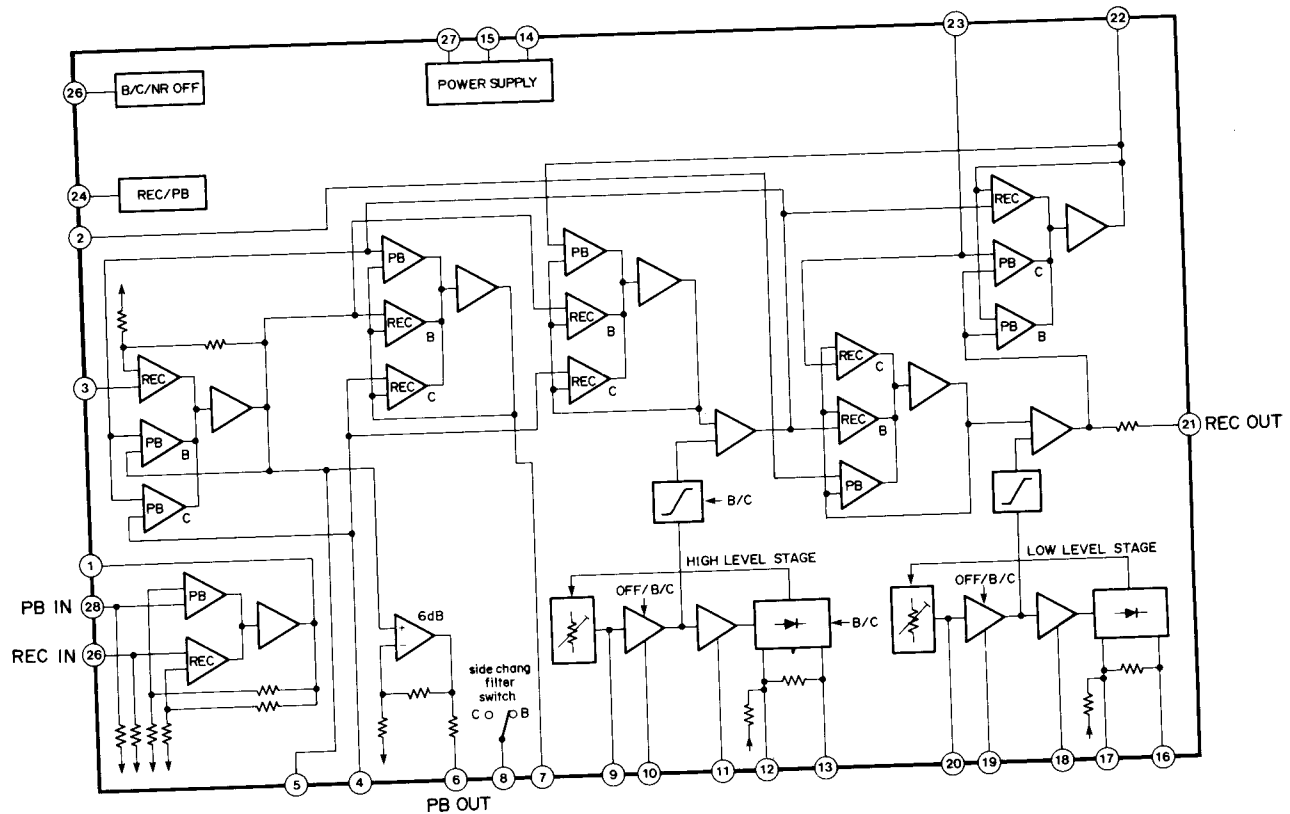 23
22
27
15
14
26
B/C/NR OFF
POWER SUPPLY
24
REC/PB
REC
2
PB
PB
PB
C
REC
B
REC
B
PB
B
3
REC
REC
C
REC
C
REC
C
21
REC OUT
PB
B
REC
B
PB
PB
C
B/C
1
HIGH LEVEL STAGE
LOW LEVEL STAGE
PB IN
28
PB
6dB
OFF/B/C
OFF/B/C
+
-
B/C
REC IN
26
REC
side chang
filter
switch
C
B
5
4
6
8
7
9
10
11
12
13
20
19
18
17
16
PB OUT